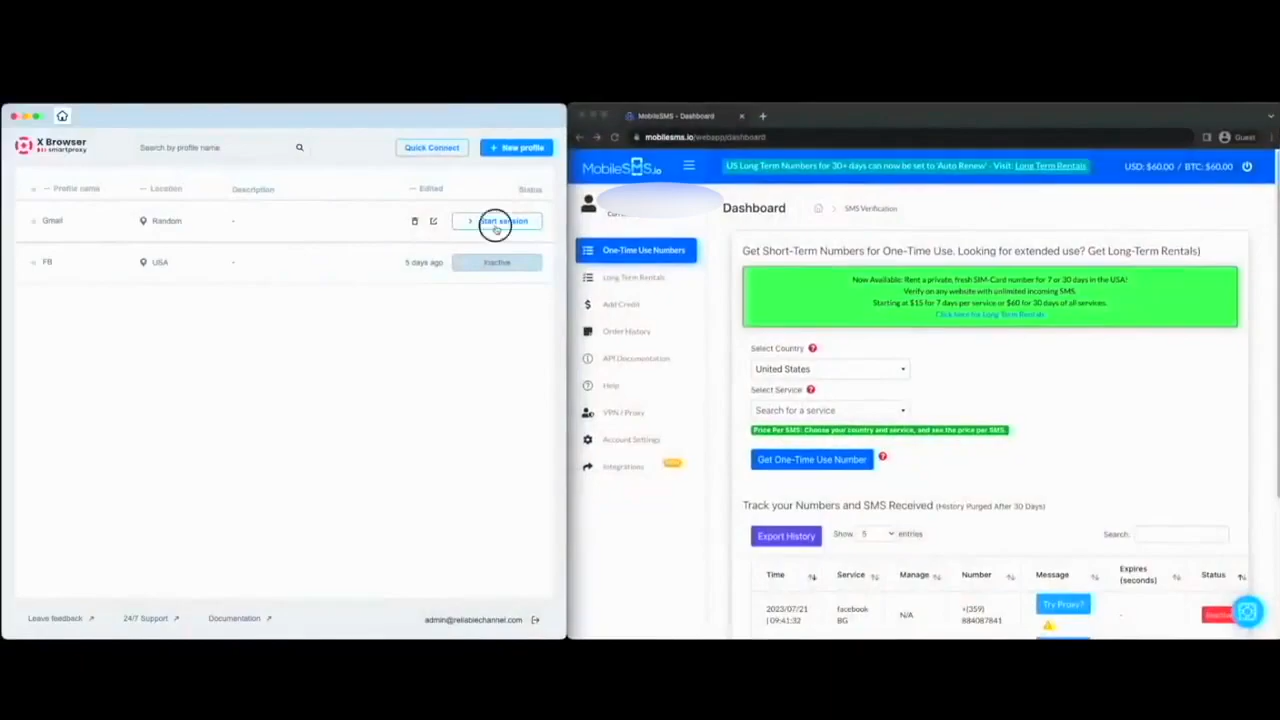 X Browser
smartproxy
Search by profile name
Quick Connect
+ New profile
Profile name
Location
Description
Edited
Status
Gmail
Random
-
Start session
FB
USA
-
5 days ago
Inactive
Leave feedback
24/7 Support
Documentation
admin@reliablechannel.com
MobileSMS - Dashboard
mobilesms.io/webapp/dashboard
Guest
MobileSMS.io
US Long Term Numbers for 30+ days can now be set to 'Auto Renew' - Visit: Long Term Rentals
USD: $60.00 / BTC: $60.00
Dashboard
SMS Verification
One-Time Use Numbers
Long Term Rentals
Add Credit
Order History
API Documentation
Help
VPN / Proxy
Account Settings
Integrations
Get Short-Term Numbers for One-Time Use. Looking for extended use? Get Long-Term Rentals)
Now Available: Rent a private, fresh SIM-Card number for 7 or 30 days in the USA!
Verify on any website with unlimited incoming SMS.
Starting at $15 for 7 days per service or $60 for 30 days of all services.
Click here for Long Term Rentals
Select Country
United States
Select Service
Search for a service
Price Per SMS: Choose your country and service, and see the price per SMS.
Get One-Time Use Number
Track your Numbers and SMS Received (History Purged After 30 Days)
Export History
Show 5 entries
Search:
Time
Service
Manage
Number
Message
Expires
(seconds)
Status
2023/07/21
| 09:41:32
facebook
BG
N/A
+(359)
884087841
Try Proxy?
-